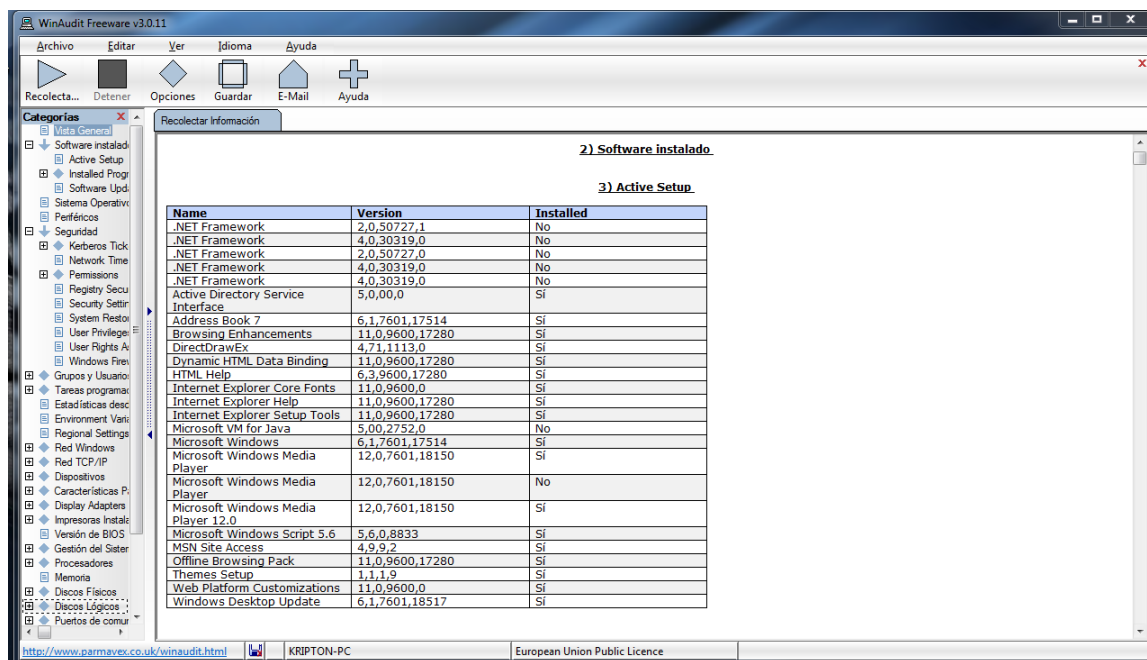 WinAudit Freeware v3.0.11
Archivo Editar Ver Idioma Ayuda
Recolecta... Detener Opciones Guardar E-Mail Ayuda
Categorías
Vista General
Software instalad
Active Setup
Installed Progr
Software Upd
Sistema Operativ
Periféricos
Seguridad
Kerberos Tick
Network Time
Permissions
Registry Secu
Security Settin
System Restor
User Privilege
User Rights A
Windows Firew
Grupos y Usuario
Tareas programad
Estadísticas desd
Environment Varia
Regional Settings
Red Windows
Red TCP/IP
Dispositivos
Características P
Display Adapters
Impresoras Instala
Versión de BIOS
Gestión del Sister
Procesadores
Memoria
Discos Físicos
Discos Lógicos
Puertos de comur
Recolectar Información
2) Software instalado
3) Active Setup
Name Version Installed
.NET Framework 2,0,50727,1 No
.NET Framework 4,0,30319,0 No
.NET Framework 2,0,50727,0 No
.NET Framework 4,0,30319,0 No
.NET Framework 4,0,30319,0 No
Active Directory Service 5,0,00,0 Sí
Interface
Address Book 7 6,1,7601,17514 Sí
Browsing Enhancements 11,0,9600,17280 Sí
DirectDrawEx 4,71,1113,0 Sí
Dynamic HTML Data Binding 11,0,9600,17280 Sí
HTML Help 6,3,9600,17280 Sí
Internet Explorer Core Fonts 11,0,9600,0 Sí
Internet Explorer Help 11,0,9600,17280 Sí
Internet Explorer Setup Tools 11,0,9600,17280 Sí
Microsoft VM for Java 5,00,2752,0 No
Microsoft Windows 6,1,7601,17514 Sí
Microsoft Windows Media 12,0,7601,18150 Sí
Player
Microsoft Windows Media 12,0,7601,18150 No
Player
Microsoft Windows Media 12,0,7601,18150 Sí
Player 12.0
Microsoft Windows Script 5.6 5,6,0,8833 Sí
MSN Site Access 4,9,9,2 Sí
Offline Browsing Pack 11,0,9600,17280 Sí
Themes Setup 1,1,1,9 Sí
Web Platform Customizations 11,0,9600,0 Sí
Windows Desktop Update 6,1,7601,18517 Sí
http://www.parmavex.co.uk/winaudit.html KRIPTON-PC European Union Public Licence